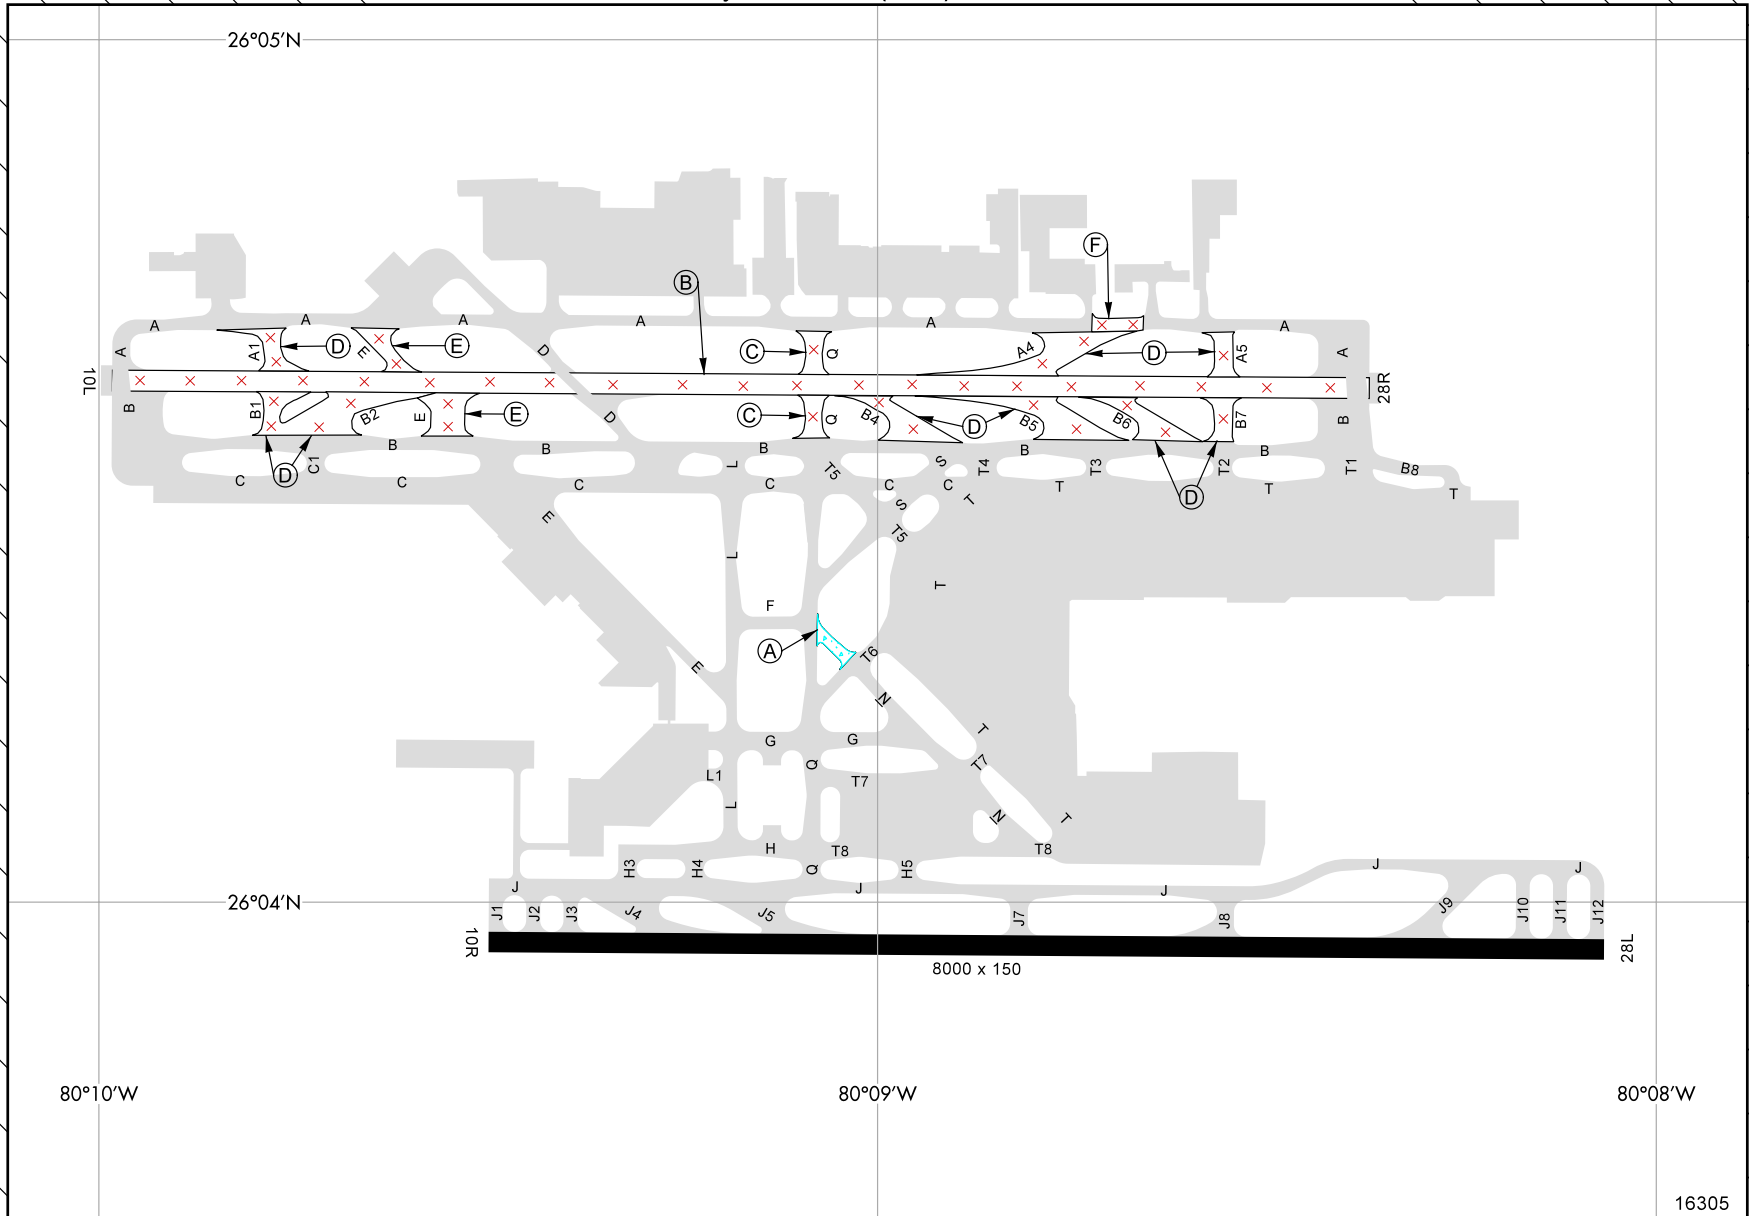 26°05′N
F
B
A
A
A
A
A
A
A
A1
D
E
E
D
C
Q
A4
D
A5
A
10L
28R
B
B1
B2
E
E
D
C
Q
B4
D
B5
B6
B7
B
B
B
B
B
B
D
C1
L
T5
S
T4
T3
T2
T1
B8
C
C
C
C
C
C
T
T
T
D
E
S
T
T5
L
T
F
A
T6
E
N
T
G
G
Q
T7
L1
T7
L
N
T
H
T8
T8
H3
H4
Q
H5
J
J
J
J
J
J1
J2
J3
J4
J5
J7
J8
J9
J10
J11
J12
26°04′N
10R
28L
8000 x 150
80°10′W
80°09′W
80°08′W
16305